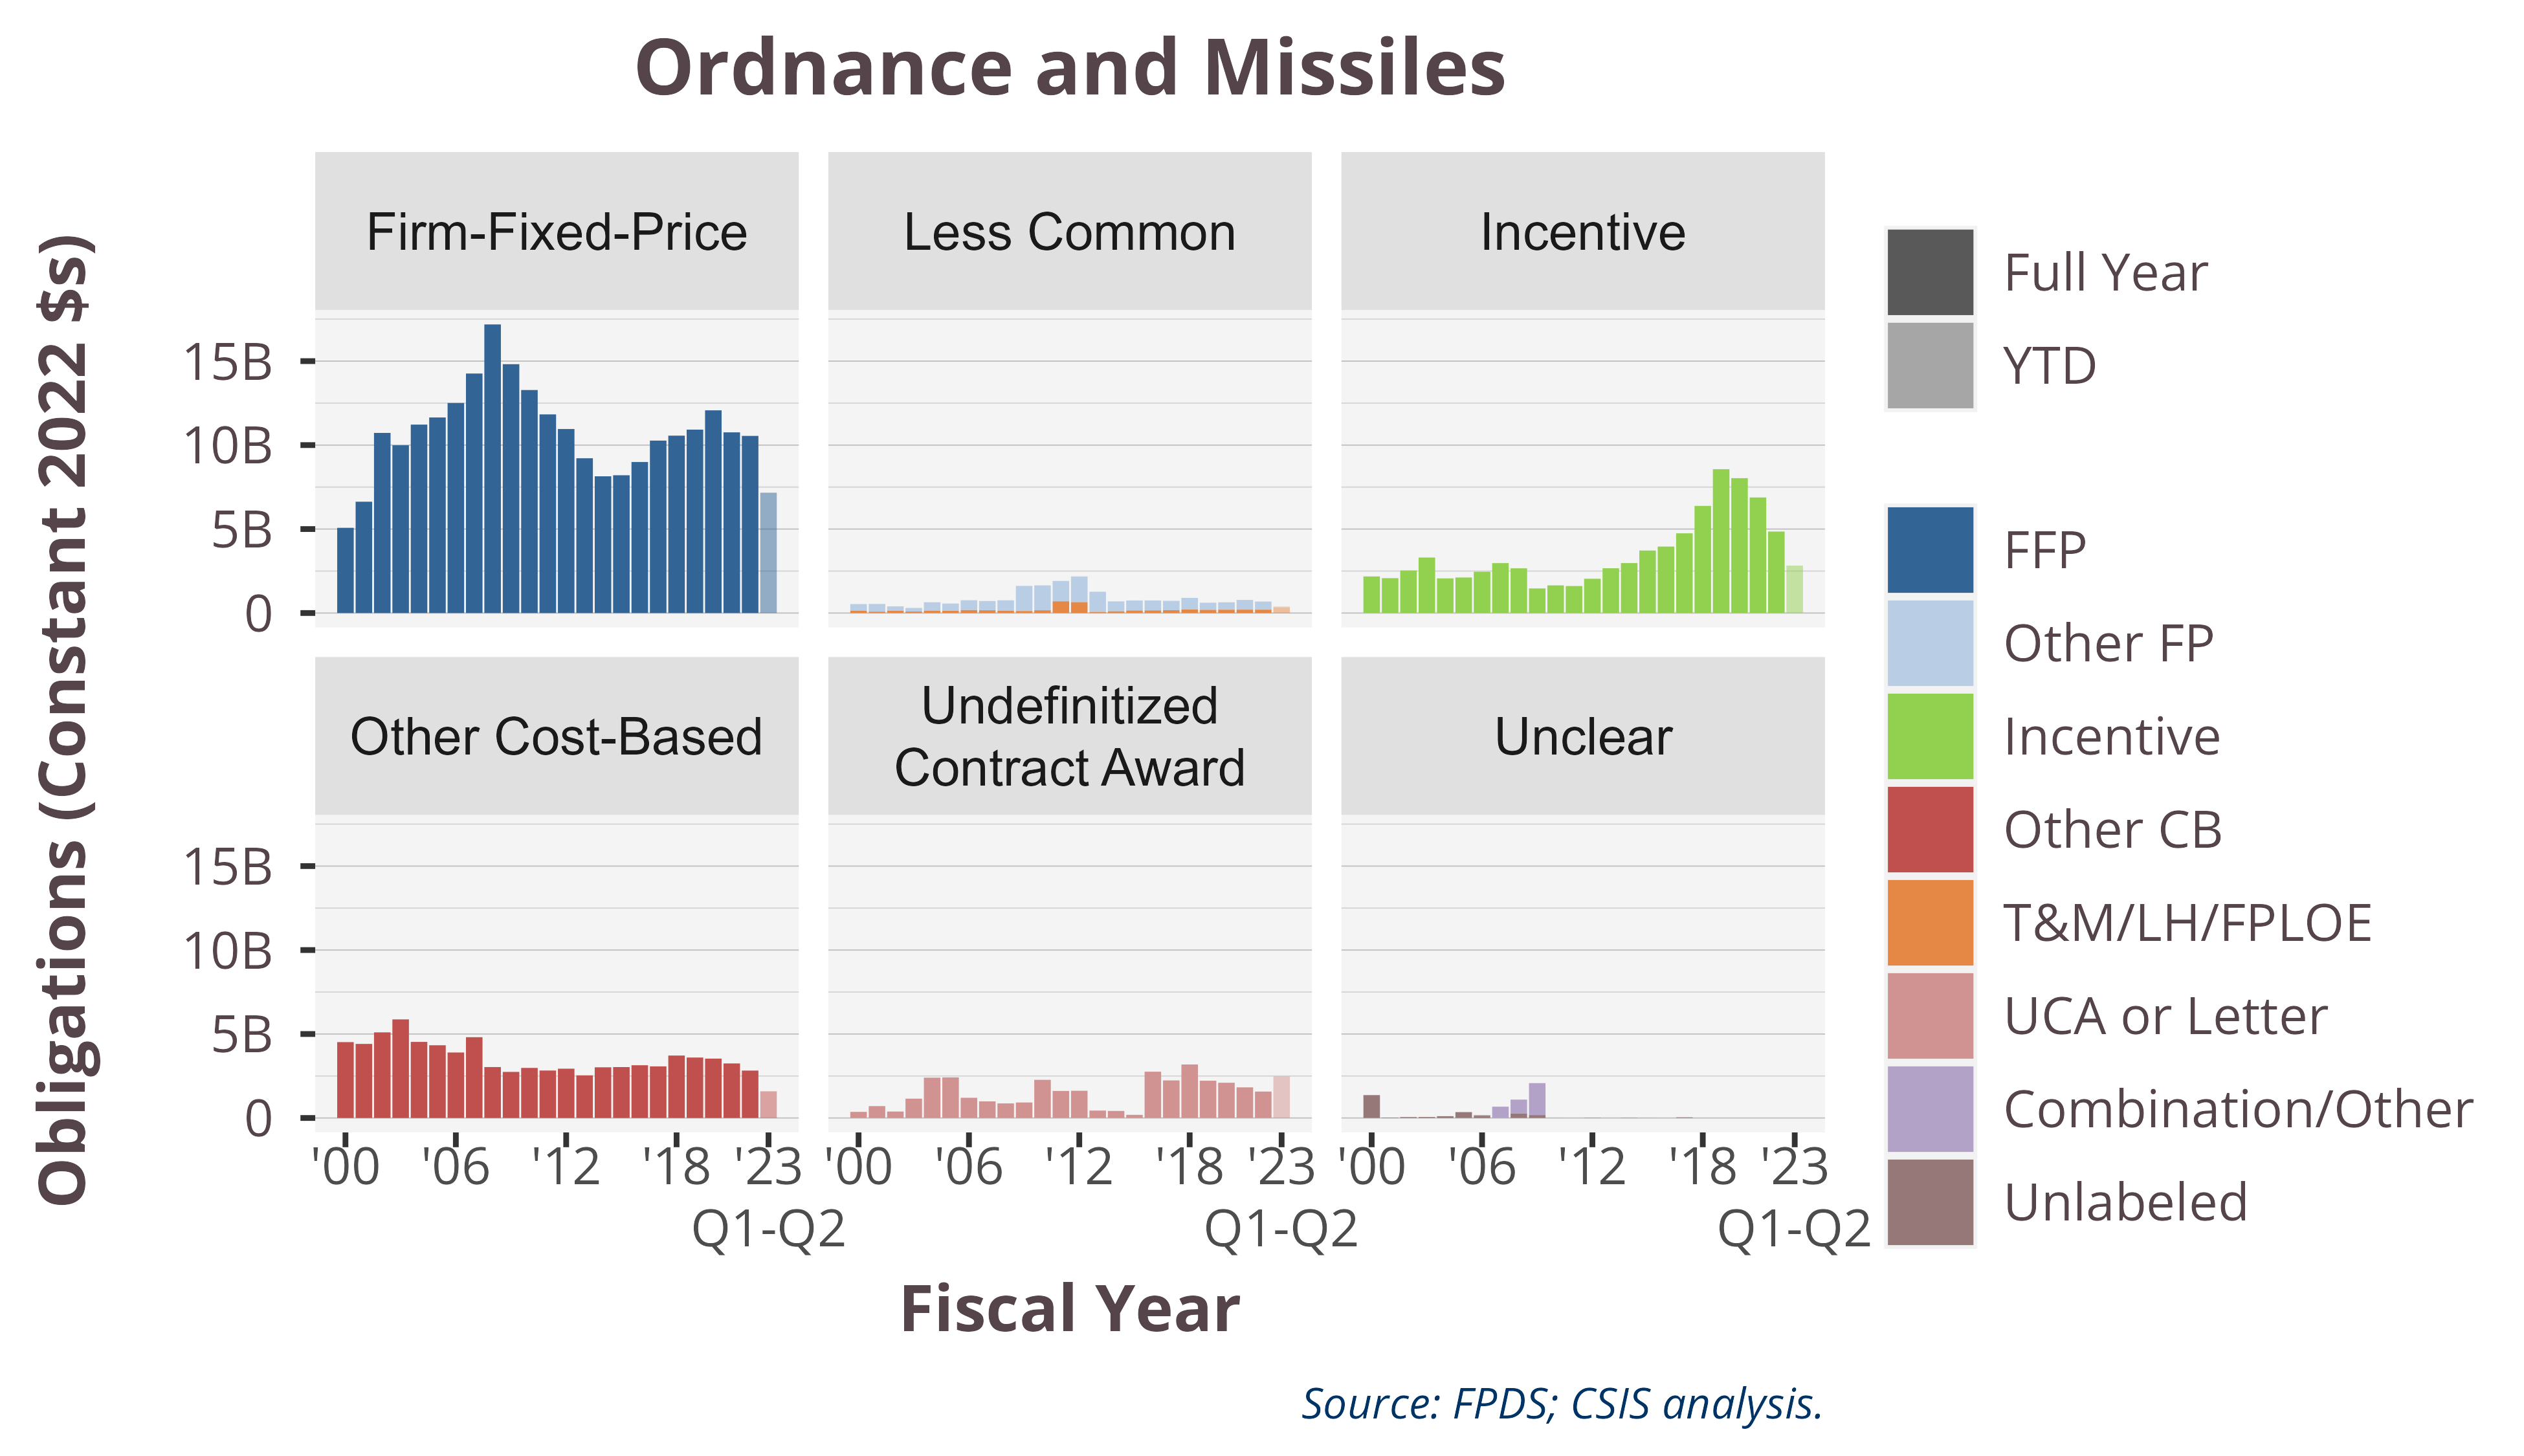 Ordnance and Missiles
Obligations (Constant 2022 $s)
Firm-Fixed-Price
Less Common
Incentive
15B
10B
5B
0
Other Cost-Based
Undefinitized
Contract Award
Unclear
15B
10B
5B
0
'00 '06 '12 '18 '23
Q1-Q2
'00 '06 '12 '18 '23
Q1-Q2
'00 '06 '12 '18 '23
Q1-Q2
Fiscal Year
Full Year
YTD
FFP
Other FP
Incentive
Other CB
T&M/LH/FPLOE
UCA or Letter
Combination/Other
Unlabeled
Source: FPDS; CSIS analysis.